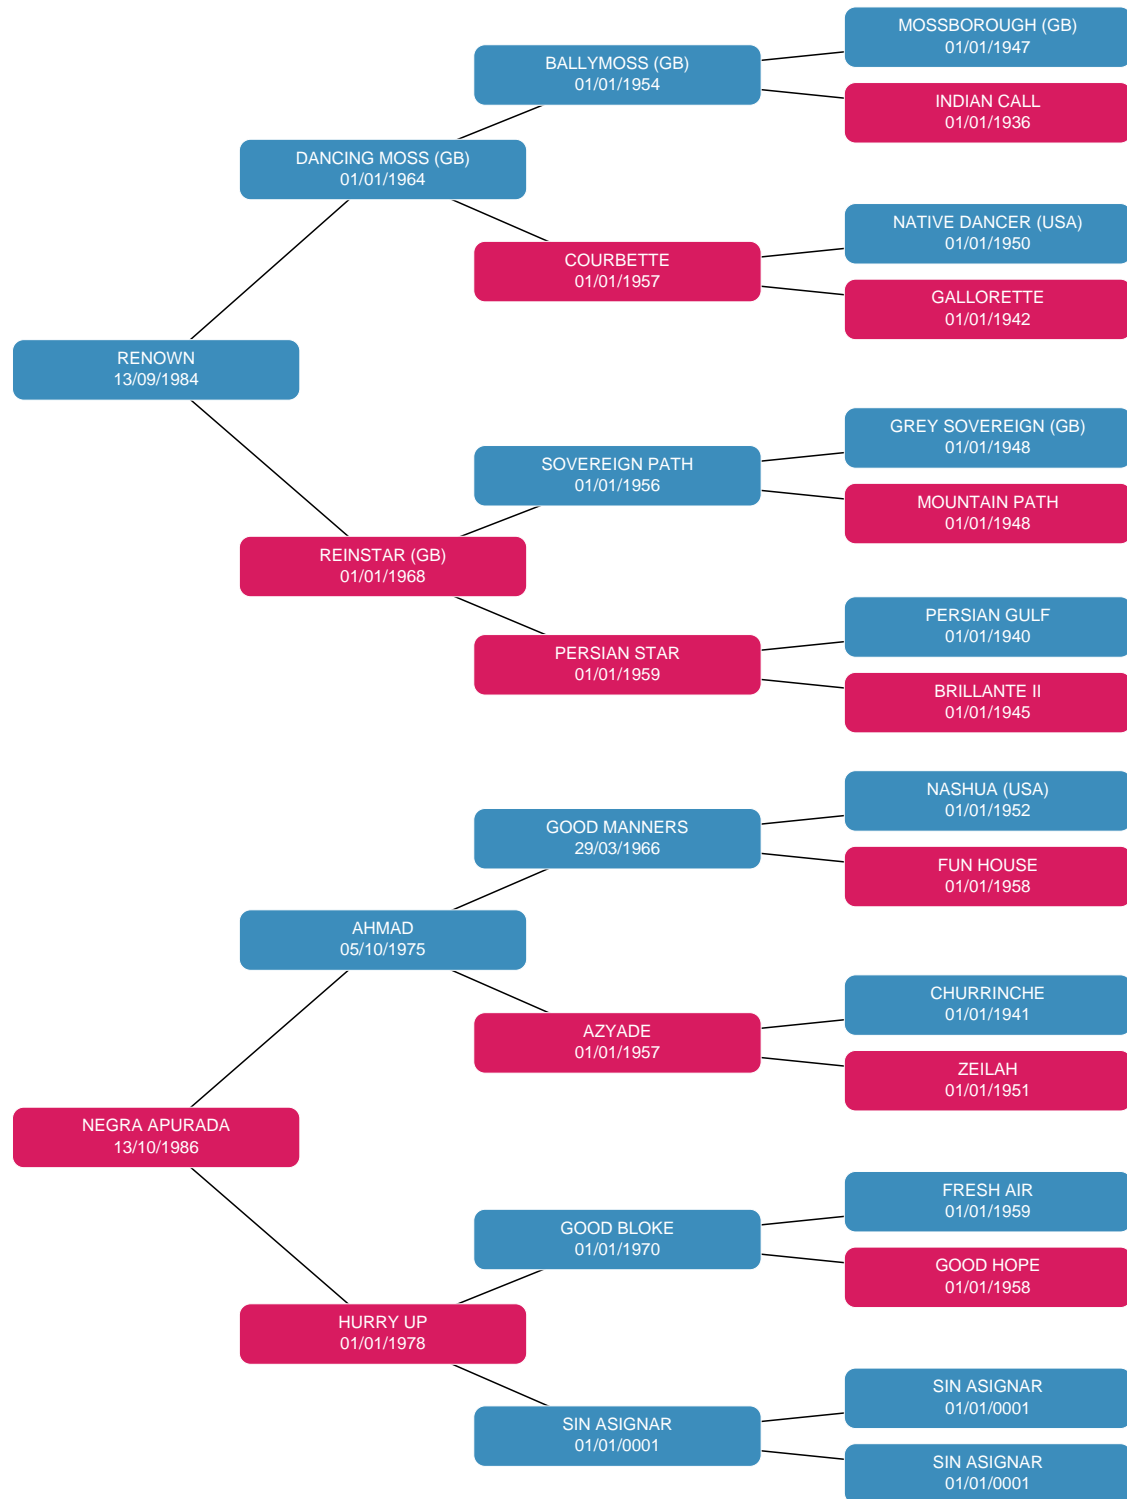 MOSSBOROUGH (GB)
01/01/1947
BALLYMOSS (GB)
01/01/1954
INDIAN CALL
01/01/1936
DANCING MOSS (GB)
01/01/1964
NATIVE DANCER (USA)
01/01/1950
COURBETTE
01/01/1957
GALLORETTE
01/01/1942
RENOWN
13/09/1984
GREY SOVEREIGN (GB)
01/01/1948
SOVEREIGN PATH
01/01/1956
MOUNTAIN PATH
01/01/1948
REINSTAR (GB)
01/01/1968
PERSIAN GULF
01/01/1940
PERSIAN STAR
01/01/1959
BRILLANTE II
01/01/1945
NASHUA (USA)
01/01/1952
GOOD MANNERS
29/03/1966
FUN HOUSE
01/01/1958
AHMAD
05/10/1975
CHURRINCHE
01/01/1941
AZYADE
01/01/1957
ZEILAH
01/01/1951
NEGRA APURADA
13/10/1986
FRESH AIR
01/01/1959
GOOD BLOKE
01/01/1970
GOOD HOPE
01/01/1958
HURRY UP
01/01/1978
SIN ASIGNAR
01/01/0001
SIN ASIGNAR
01/01/0001
SIN ASIGNAR
01/01/0001